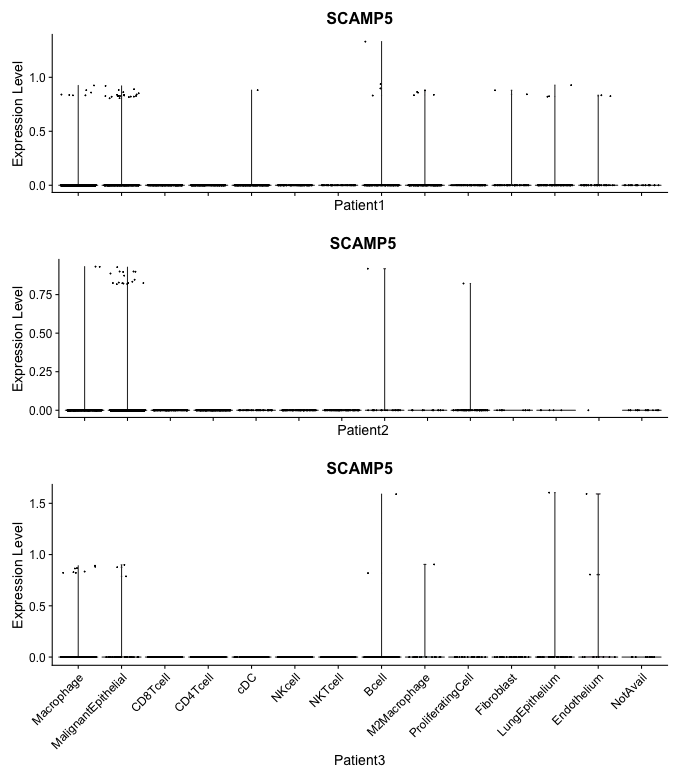 SCAMP5
Expression Level
1.0
0.5
0.0
Patient1
SCAMP5
Expression Level
0.75
0.50
0.25
0.00
Patient2
SCAMP5
Expression Level
1.5
1.0
0.5
0.0
Macrophage
MalignantEpithelial
CD8Tcell
CD4Tcell
cDC
NKcell
NKTcell
Bcell
M2Macrophage
ProliferatingCell
Fibroblast
LungEpithelium
Endothelium
NotAvail
Patient3